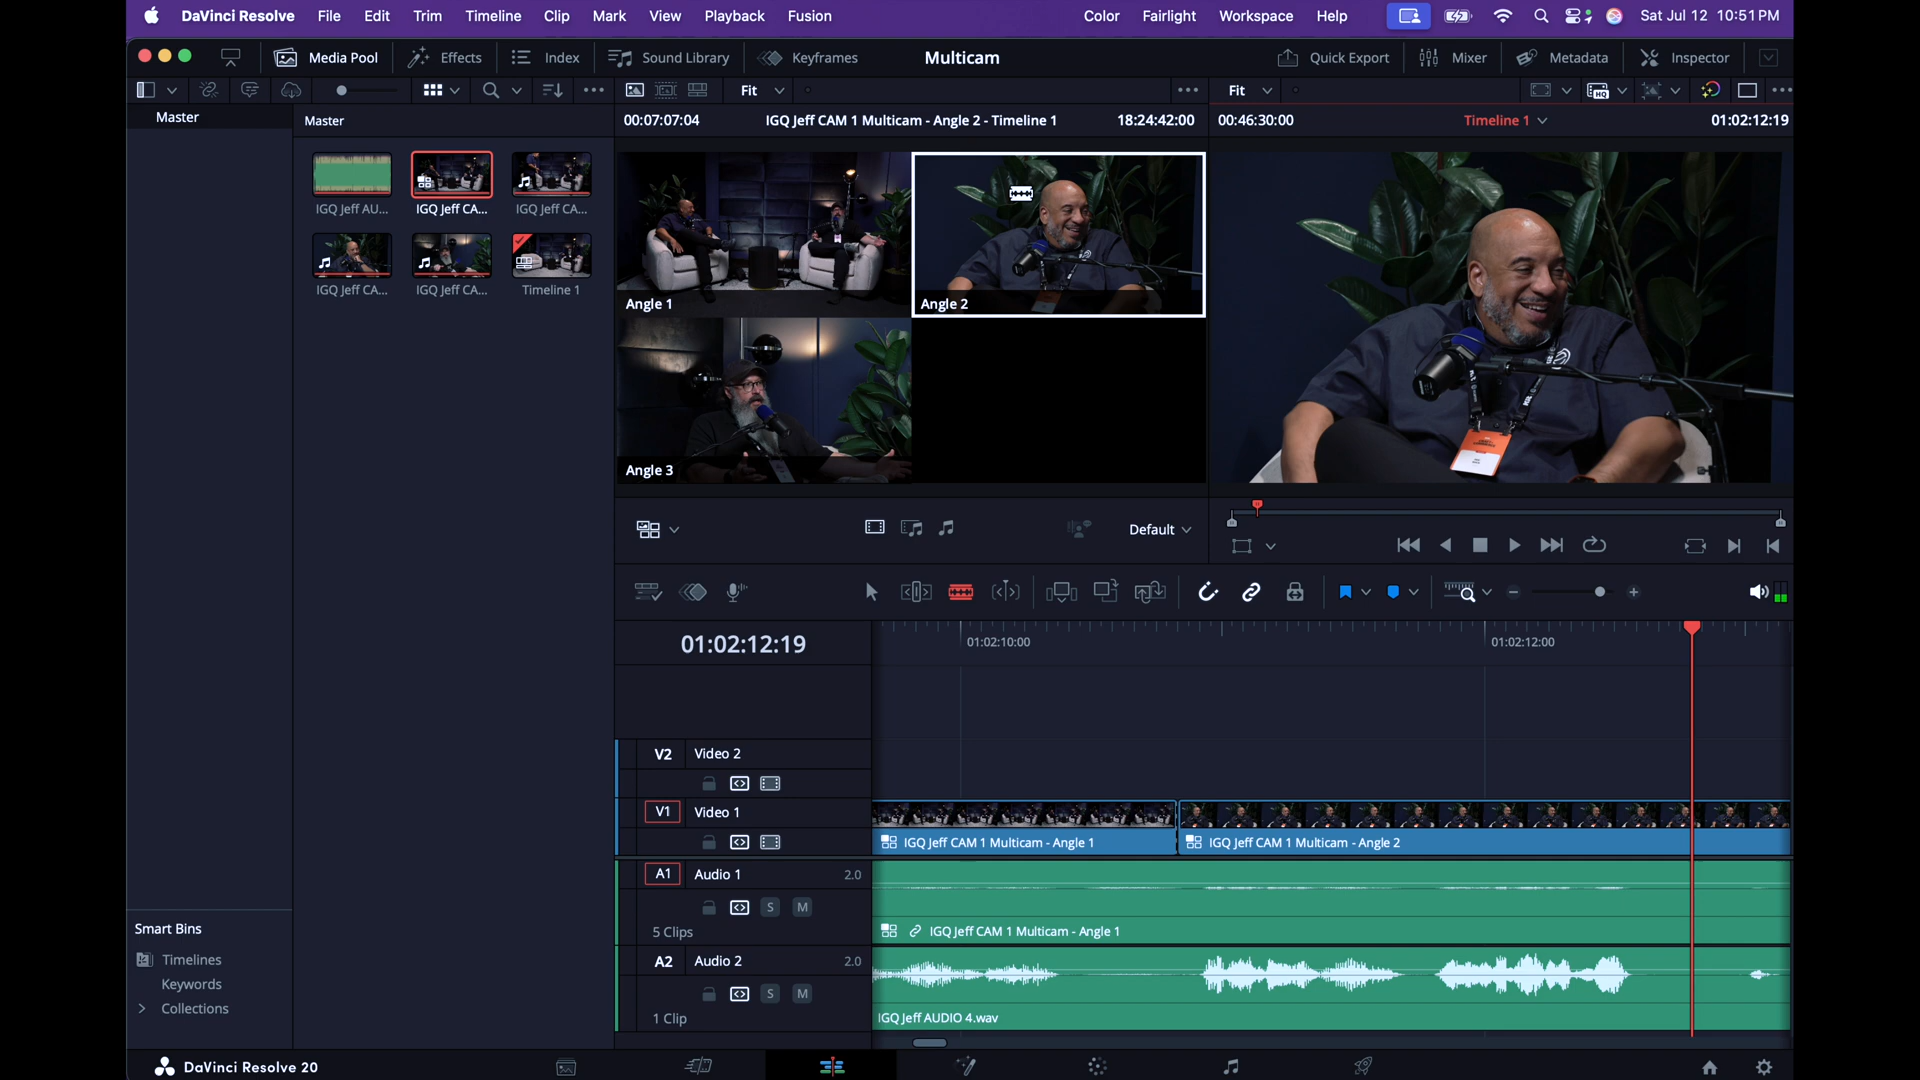 DaVinci Resolve File Edit Trim Timeline Clip Mark View Playback Fusion Color Fairlight Workspace Help Sat Jul 12 10:51 PM
Media Pool Effects Index Sound Library Keyframes Multicam Quick Export Mixer Metadata Inspector
Fit Fit
Master Master 00:07:07:04 IGQ Jeff CAM 1 Multicam - Angle 2 - Timeline 1 18:24:42:00 00:46:30:00 Timeline 1 01:02:12:19
IGQ Jeff AU... IGQ Jeff CA... IGQ Jeff CA...
IGQ Jeff CA... IGQ Jeff CA... Timeline 1
Angle 1 Angle 2
Angle 3
Default
01:02:12:19 01:02:10:00 01:02:12:00
V2 Video 2
V1 Video 1
IGQ Jeff CAM 1 Multicam - Angle 1 IGQ Jeff CAM 1 Multicam - Angle 2
A1 Audio 1 2.0
S M
5 Clips IGQ Jeff CAM 1 Multicam - Angle 1
A2 Audio 2 2.0
S M
1 Clip IGQ Jeff AUDIO 4.wav
Smart Bins
Timelines
Keywords
Collections
DaVinci Resolve 20